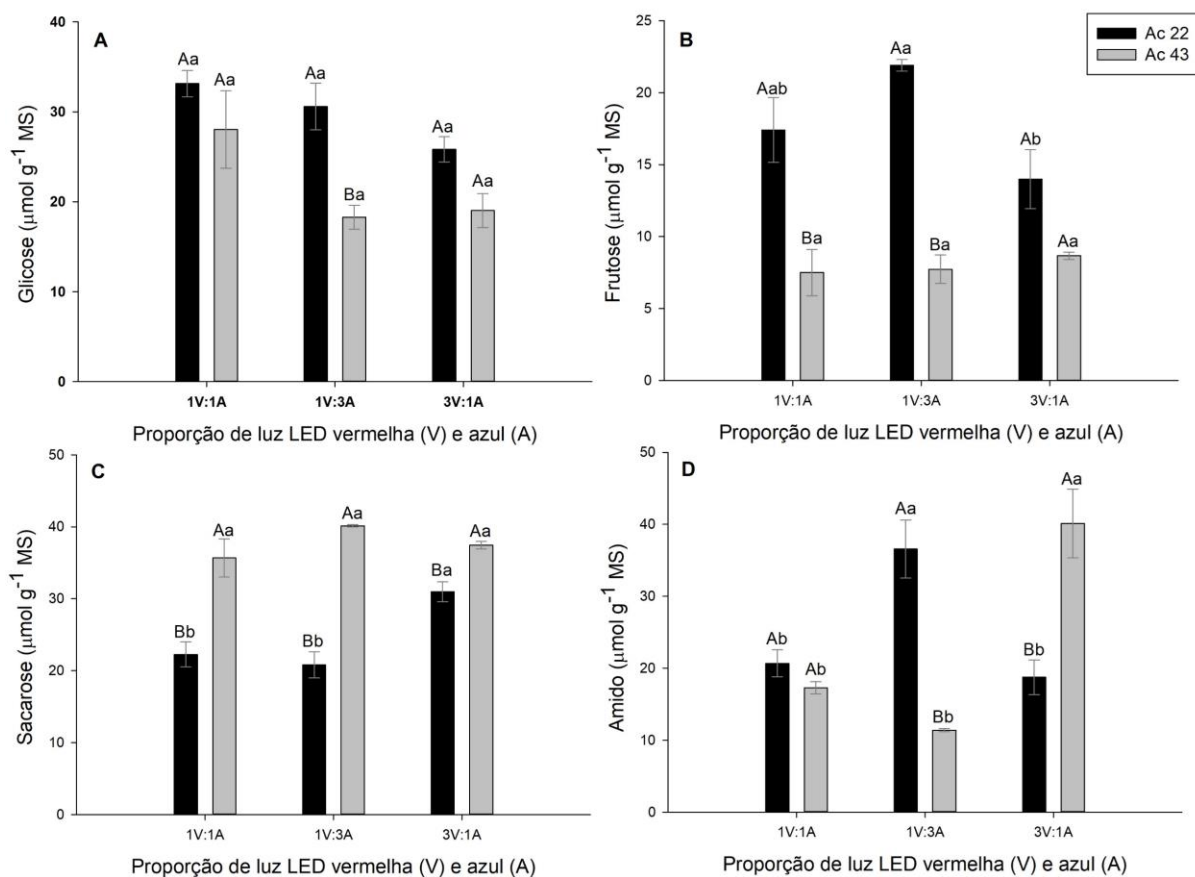 A
Glicose (μmol g⁻¹ MS)
40
30
20
10
0
Aa
Aa
Aa
Ba
Aa
Aa
1V:1A
1V:3A
3V:1A
Proporção de luz LED vermelha (V) e azul (A)
B
Ac 22
Ac 43
Frutose (μmol g⁻¹ MS)
25
20
15
10
5
0
Aab
Ba
Aa
Ba
Ab
Aa
1V:1A
1V:3A
3V:1A
Proporção de luz LED vermelha (V) e azul (A)
C
Sacarose (μmol g⁻¹ MS)
50
40
30
20
10
0
Bb
Aa
Bb
Aa
Ba
Aa
1V:1A
1V:3A
3V:1A
Proporção de luz LED vermelha (V) e azul (A)
D
Amido (μmol g⁻¹ MS)
50
40
30
20
10
0
Ab
Ab
Aa
Bb
Bb
Aa
1V:1A
1V:3A
3V:1A
Proporção de luz LED vermelha (V) e azul (A)